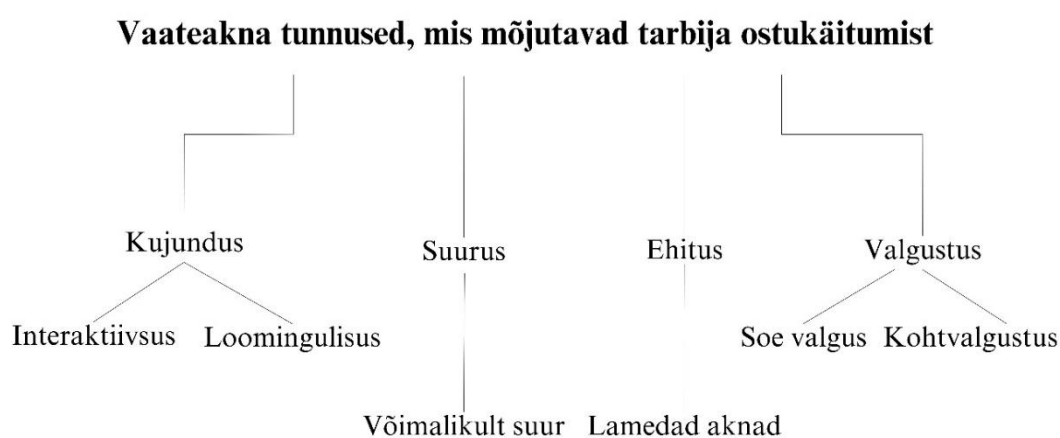 Vaateakna tunnused, mis mõjutavad tarbija ostukäitumist
Kujundus
Suurus
Ehitus
Valgustus
Interaktiivsus
Loomingulisus
Soe valgus
Kohtvalgustus
Võimalikult suur
Lamedad aknad